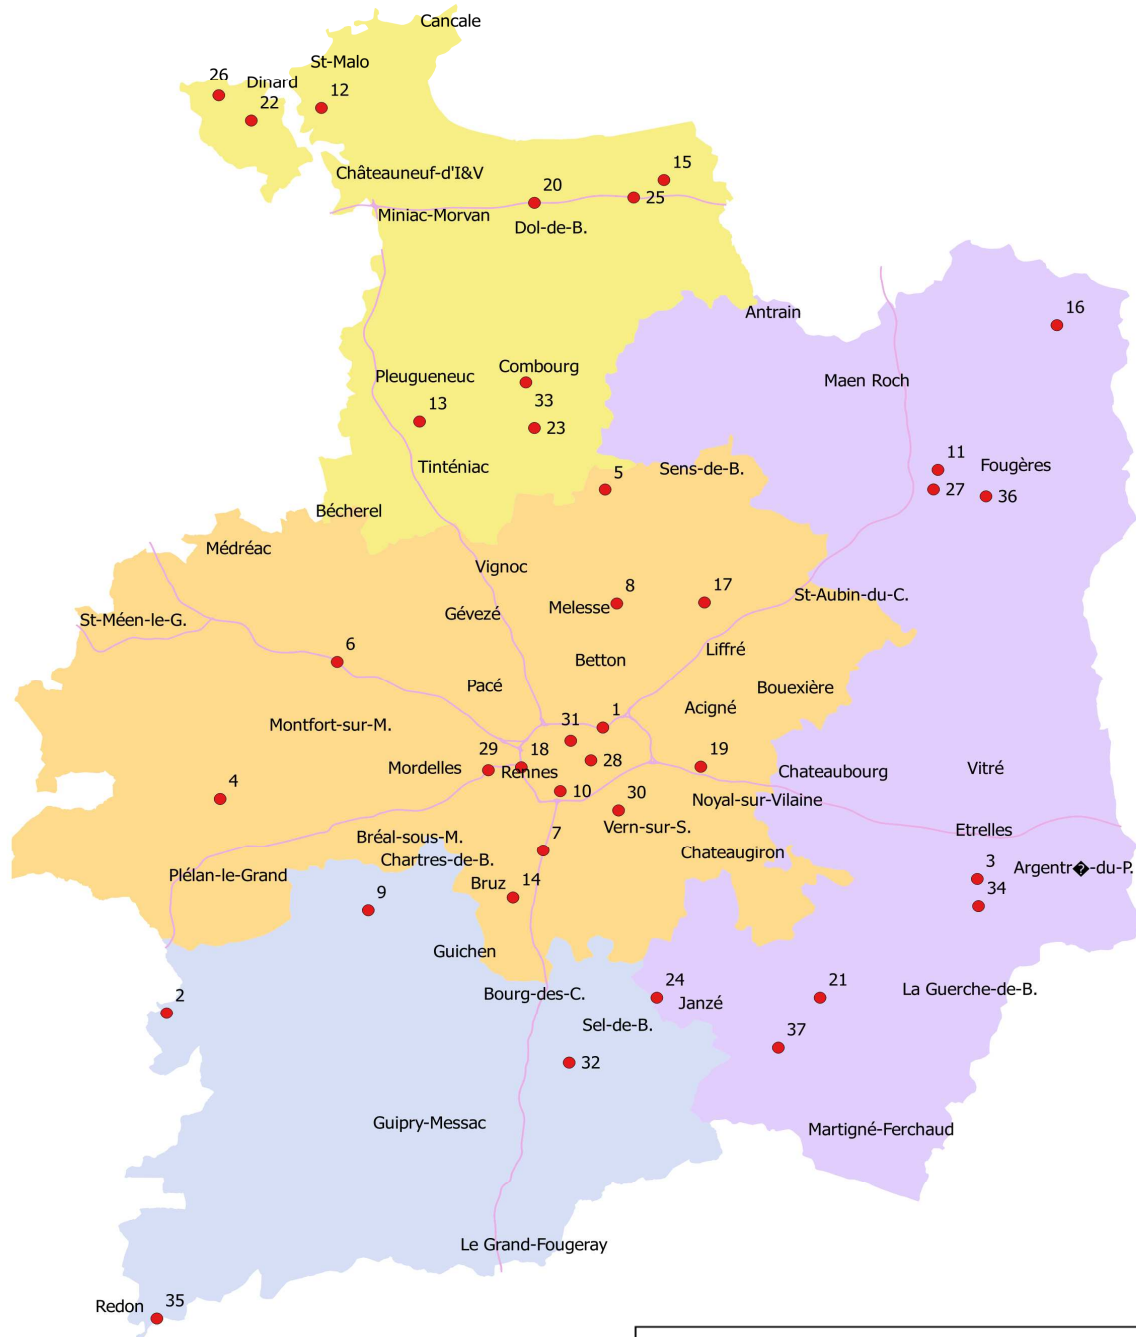 Cancale
St-Malo
26
Dinard
22
12
Châteauneuf-d'I&V
15
20
25
Miniac-Morvan
Dol-de-B.
Antrain
16
Combourg
Pleugueneuc
Maen Roch
33
13
23
Tinténiac
5
Sens-de-B.
11
Fougères
27
36
Bécherel
Médréac
Vignoc
8
17
St-Aubin-du-C.
Gévezé
Melesse
St-Méen-le-G.
6
Betton
Liffré
Pacé
Bouexière
Acigné
1
Montfort-sur-M.
31
29
18
28
19
Mordelles
Rennes
Chateaubourg
Vitré
4
10
30
Noyal-sur-Vilaine
Vern-sur-S.
Etrelles
Bréal-sous-M.
7
Chateaugiron
Chartres-de-B.
3
Argentr�-du-P.
Plélan-le-Grand
9
Bruz
14
34
Guichen
24
21
La Guerche-de-B.
Bourg-des-C.
2
Janzé
Sel-de-B.
37
32
Guipry-Messac
Martigné-Ferchaud
Le Grand-Fougeray
Redon
35